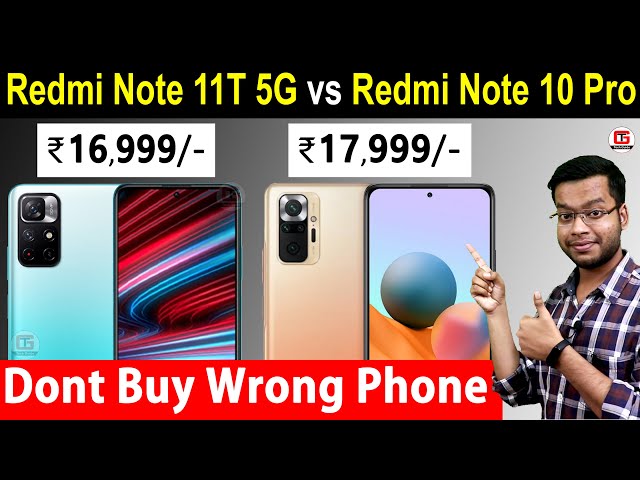 Redmi Note 11T 5G vs Redmi Note 10 Pro
₹16,999/- ₹17,999/-
Dont Buy Wrong Phone